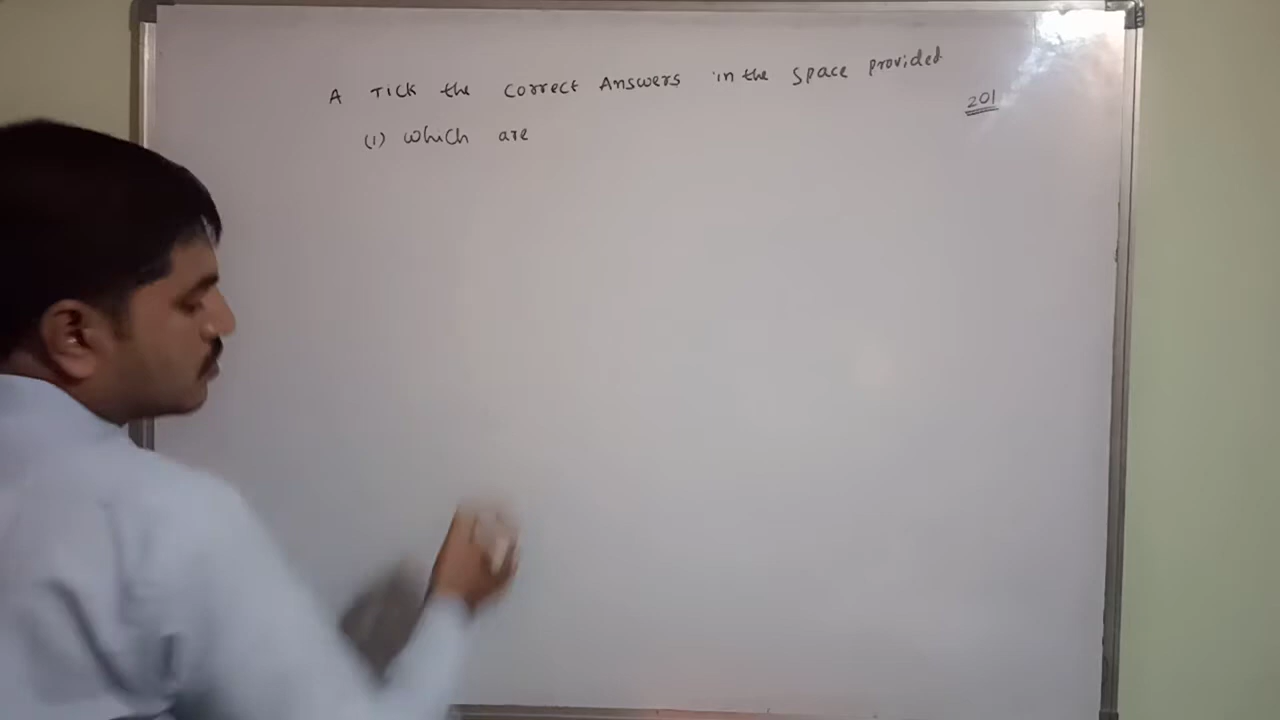 A Tick the correct Answers in the space provided
201
(1) which are